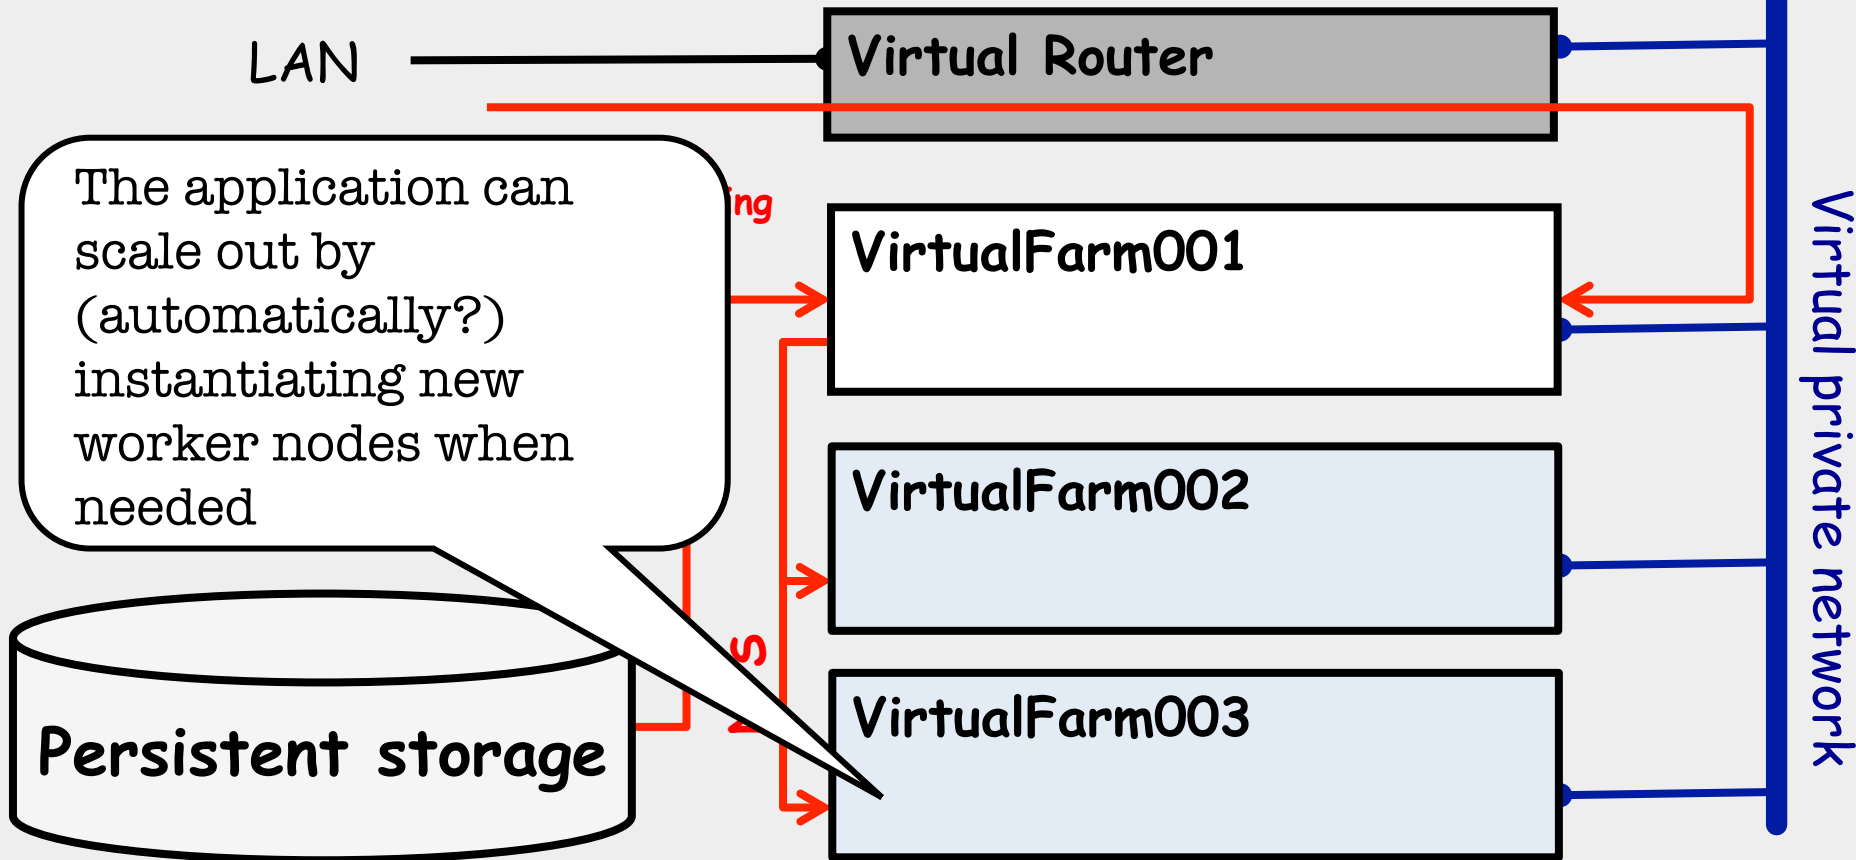 LAN
Virtual Router
The application can
scale out by
(automatically?)
instantiating new
worker nodes when
needed
VirtualFarm001
VirtualFarm002
VirtualFarm003
Persistent storage
Virtual private network